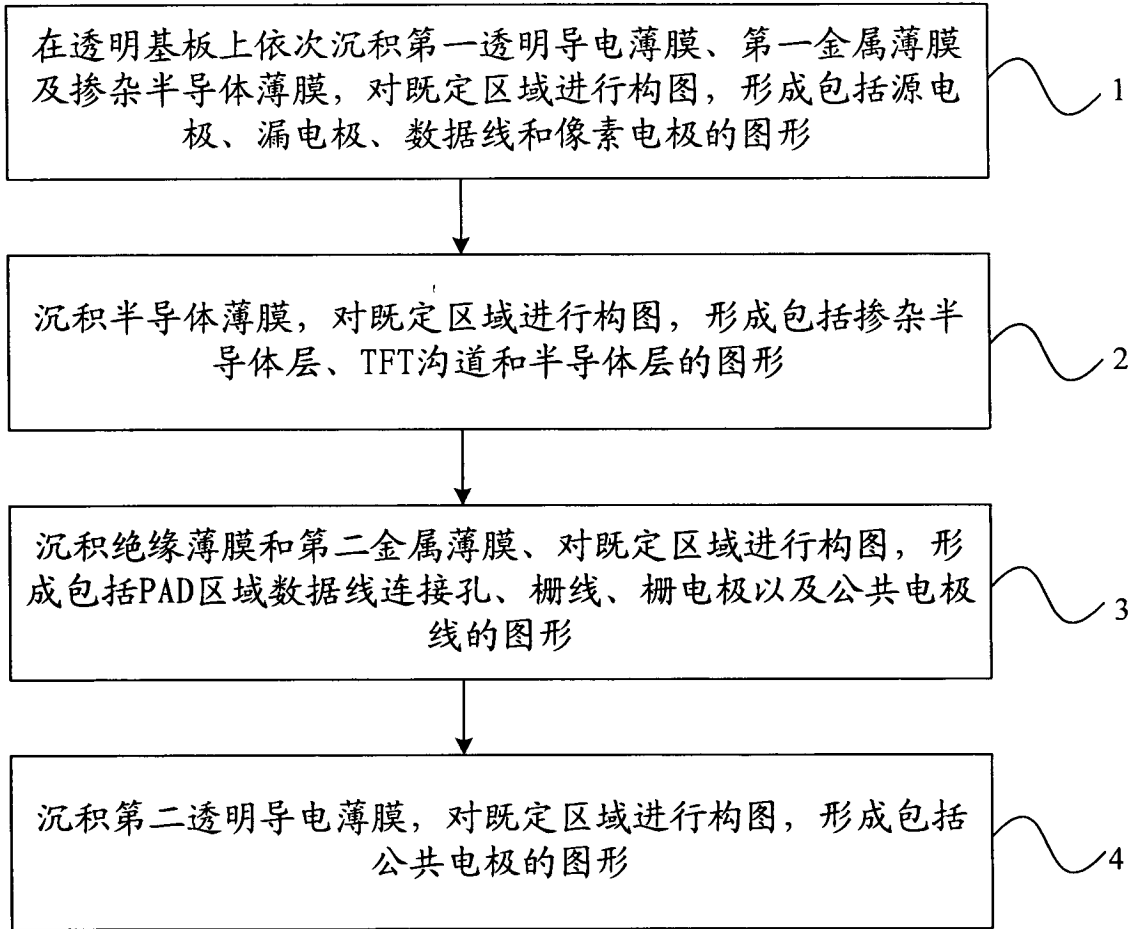 在透明基板上依次沉积第一透明导电薄膜、第一金属薄膜
及掺杂半导体薄膜，对既定区域进行构图，形成包括源电
极、漏电极、数据线和像素电极的图形
1
沉积半导体薄膜，对既定区域进行构图，形成包括掺杂半
导体层、TFT沟道和半导体层的图形
2
沉积绝缘薄膜和第二金属薄膜、对既定区域进行构图，形
成包括PAD区域数据线连接孔、栅线、栅电极以及公共电极
线的图形
3
沉积第二透明导电薄膜，对既定区域进行构图，形成包括
公共电极的图形
4